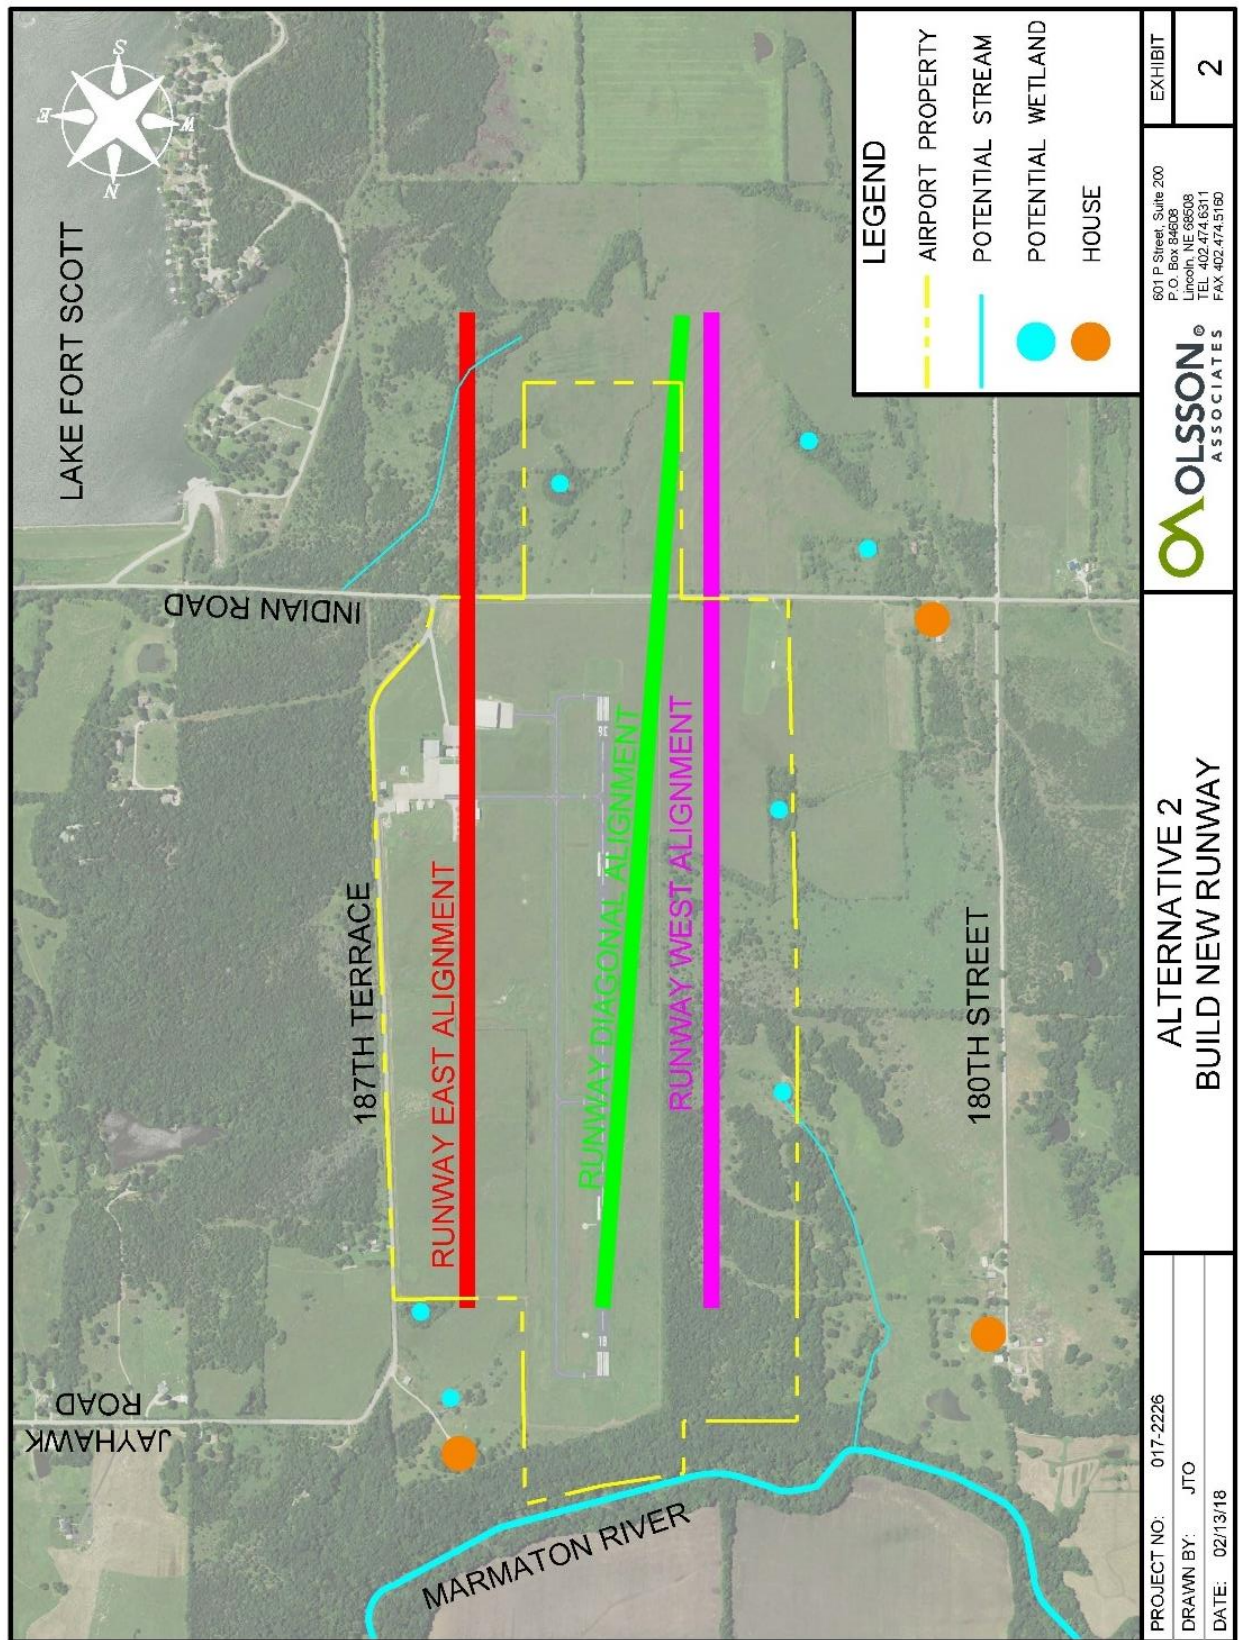 LAKE FORT SCOTT
S
E
W
N
INDIAN ROAD
187TH TERRACE
JAYHAWK
ROAD
RUNWAY EAST ALIGNMENT
RUNWAY DIAGONAL ALIGNMENT
RUNWAY WEST ALIGNMENT
36
180TH STREET
MARMATON RIVER
LEGEND
AIRPORT PROPERTY
POTENTIAL STREAM
POTENTIAL WETLAND
HOUSE
PROJECT NO: 017-2226
DRAWN BY: JTO
DATE: 02/13/18
ALTERNATIVE 2
BUILD NEW RUNWAY
OLSSON®
ASSOCIATES
601 P Street, Suite 200
P.O. Box 84608
Lincoln, NE 68508
TEL 402.474.6311
FAX 402.474.5160
EXHIBIT
2